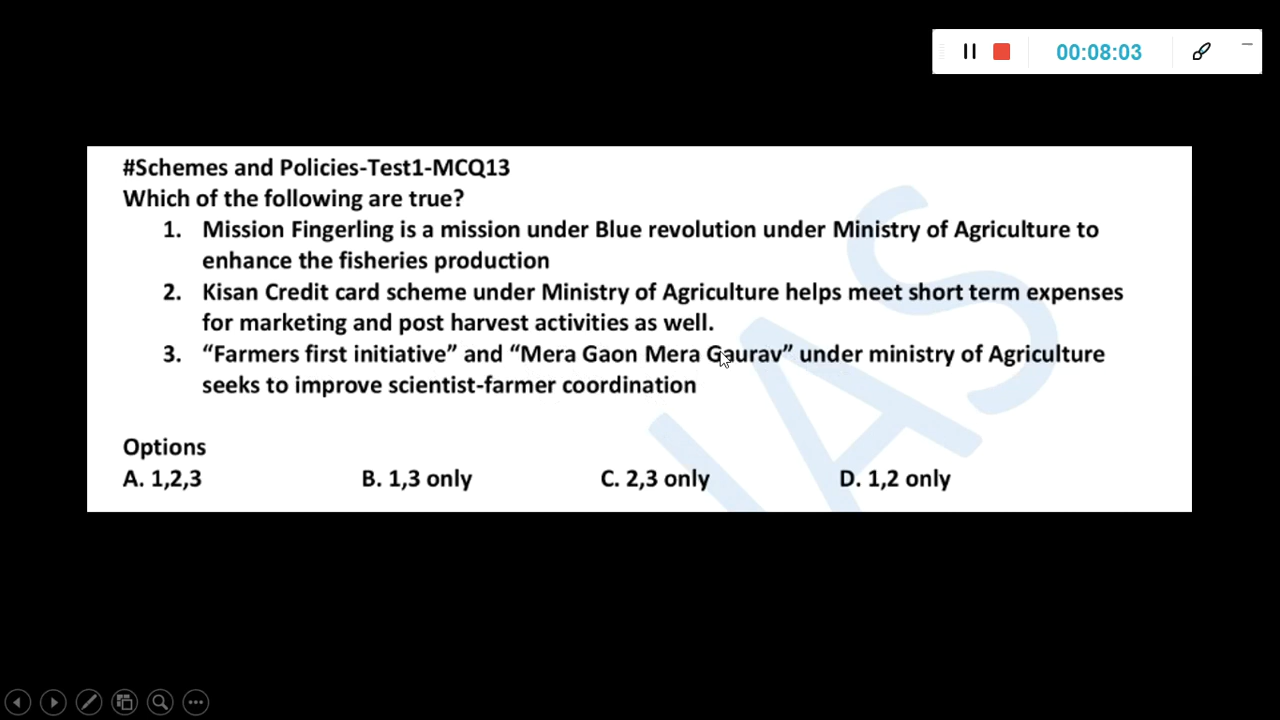 00:08:03
#Schemes and Policies-Test1-MCQ13
Which of the following are true?
1. Mission Fingerling is a mission under Blue revolution under Ministry of Agriculture to
enhance the fisheries production
2. Kisan Credit card scheme under Ministry of Agriculture helps meet short term expenses
for marketing and post harvest activities as well.
3. “Farmers first initiative” and “Mera Gaon Mera Gaurav” under ministry of Agriculture
seeks to improve scientist-farmer coordination
Options
A. 1,2,3 B. 1,3 only C. 2,3 only D. 1,2 only
IAS